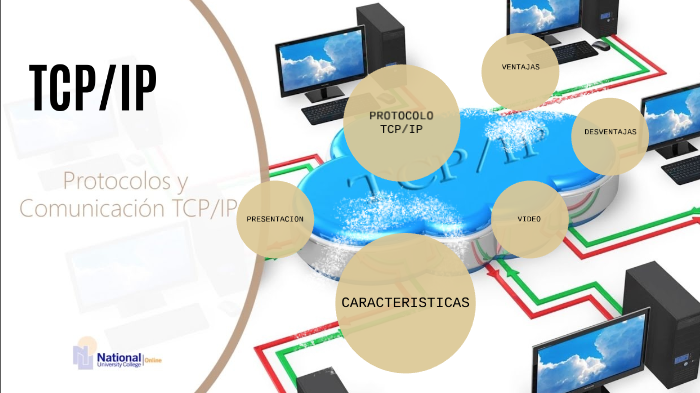 TCP/IP
Protocolos y
Comunicación TCP/IP
National Online
University College
PRESENTACION
PROTOCOLO
TCP/IP
CARACTERISTICAS
VENTAJAS
DESVENTAJAS
VIDEO
TCP/IP